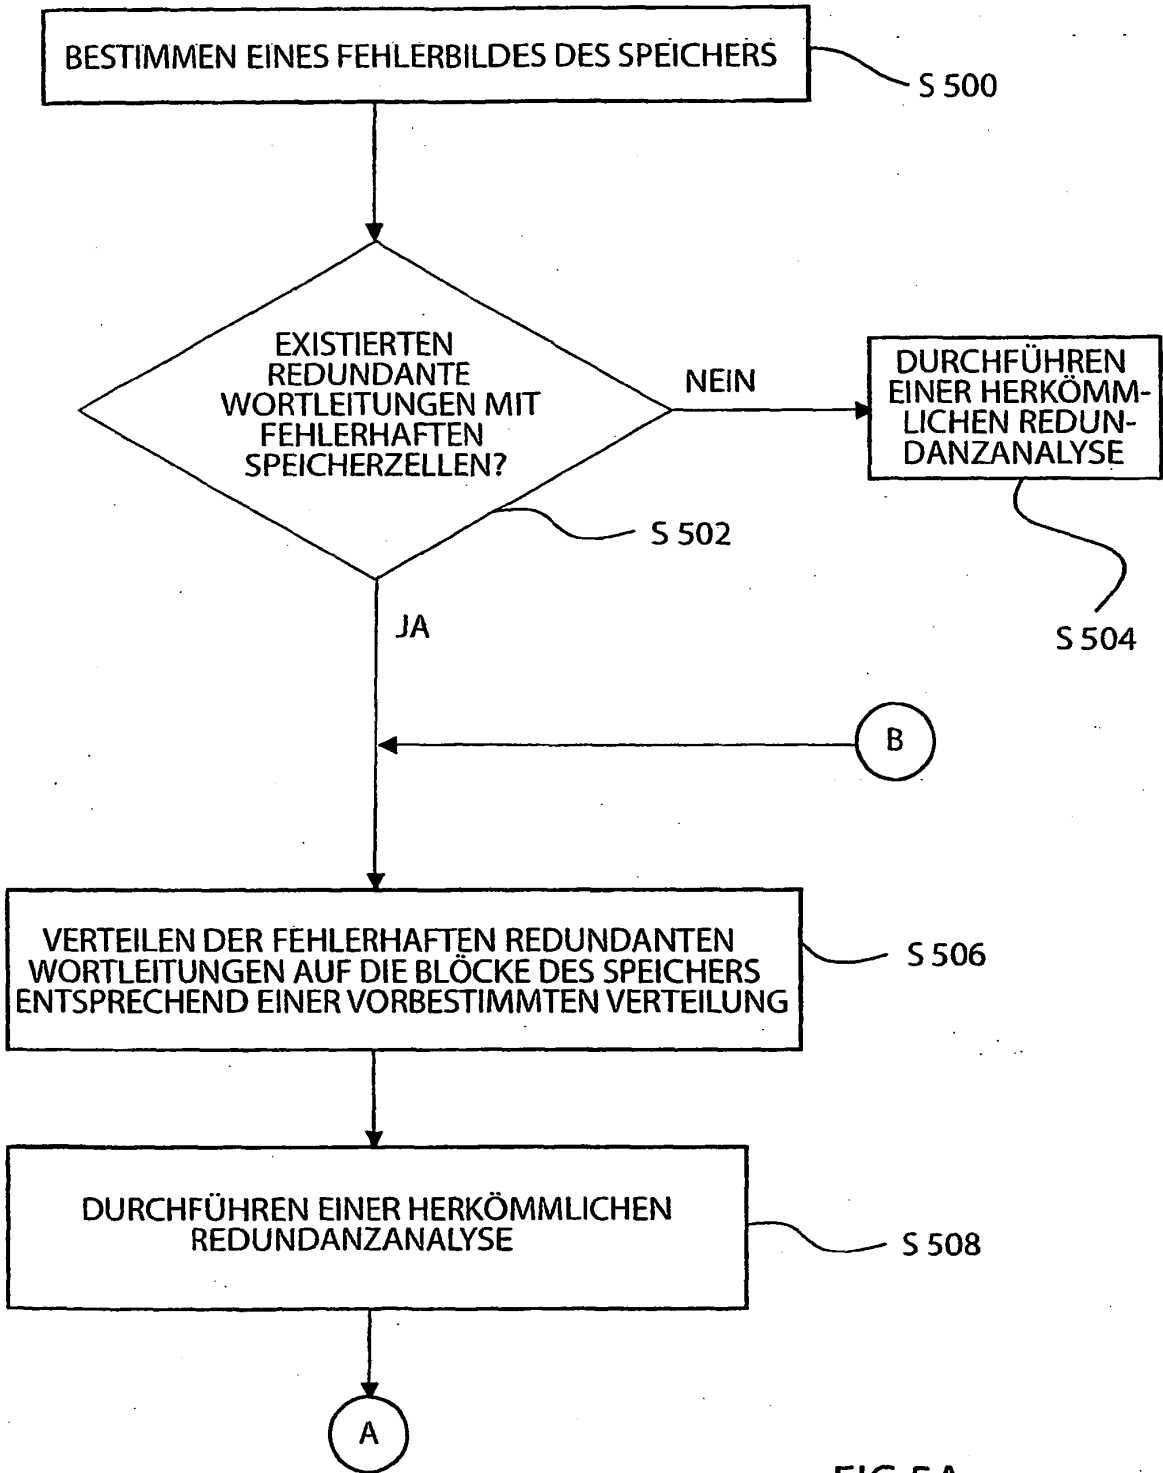 BESTIMMEN EINES FEHLERBILDES DES SPEICHERS
S 500
EXISTIERTEN
REDUNDANTE
WORTLEITUNGEN MIT
FEHLERHAFTEN
SPEICHERZELLEN?
S 502
NEIN
DURCHFÜHREN
EINER HERKÖMM-
LICHEN REDUN-
DANZANALYSE
S 504
JA
B
VERTEILEN DER FEHLERHAFTEN REDUNDANTEN
WORTLEITUNGEN AUF DIE BLÖCKE DES SPEICHERS
ENTSPRECHEND EINER VORBESTIMMTEN VERTEILUNG
S 506
DURCHFÜHREN EINER HERKÖMMLICHEN
REDUNDANZANALYSE
S 508
A
FIG 5A